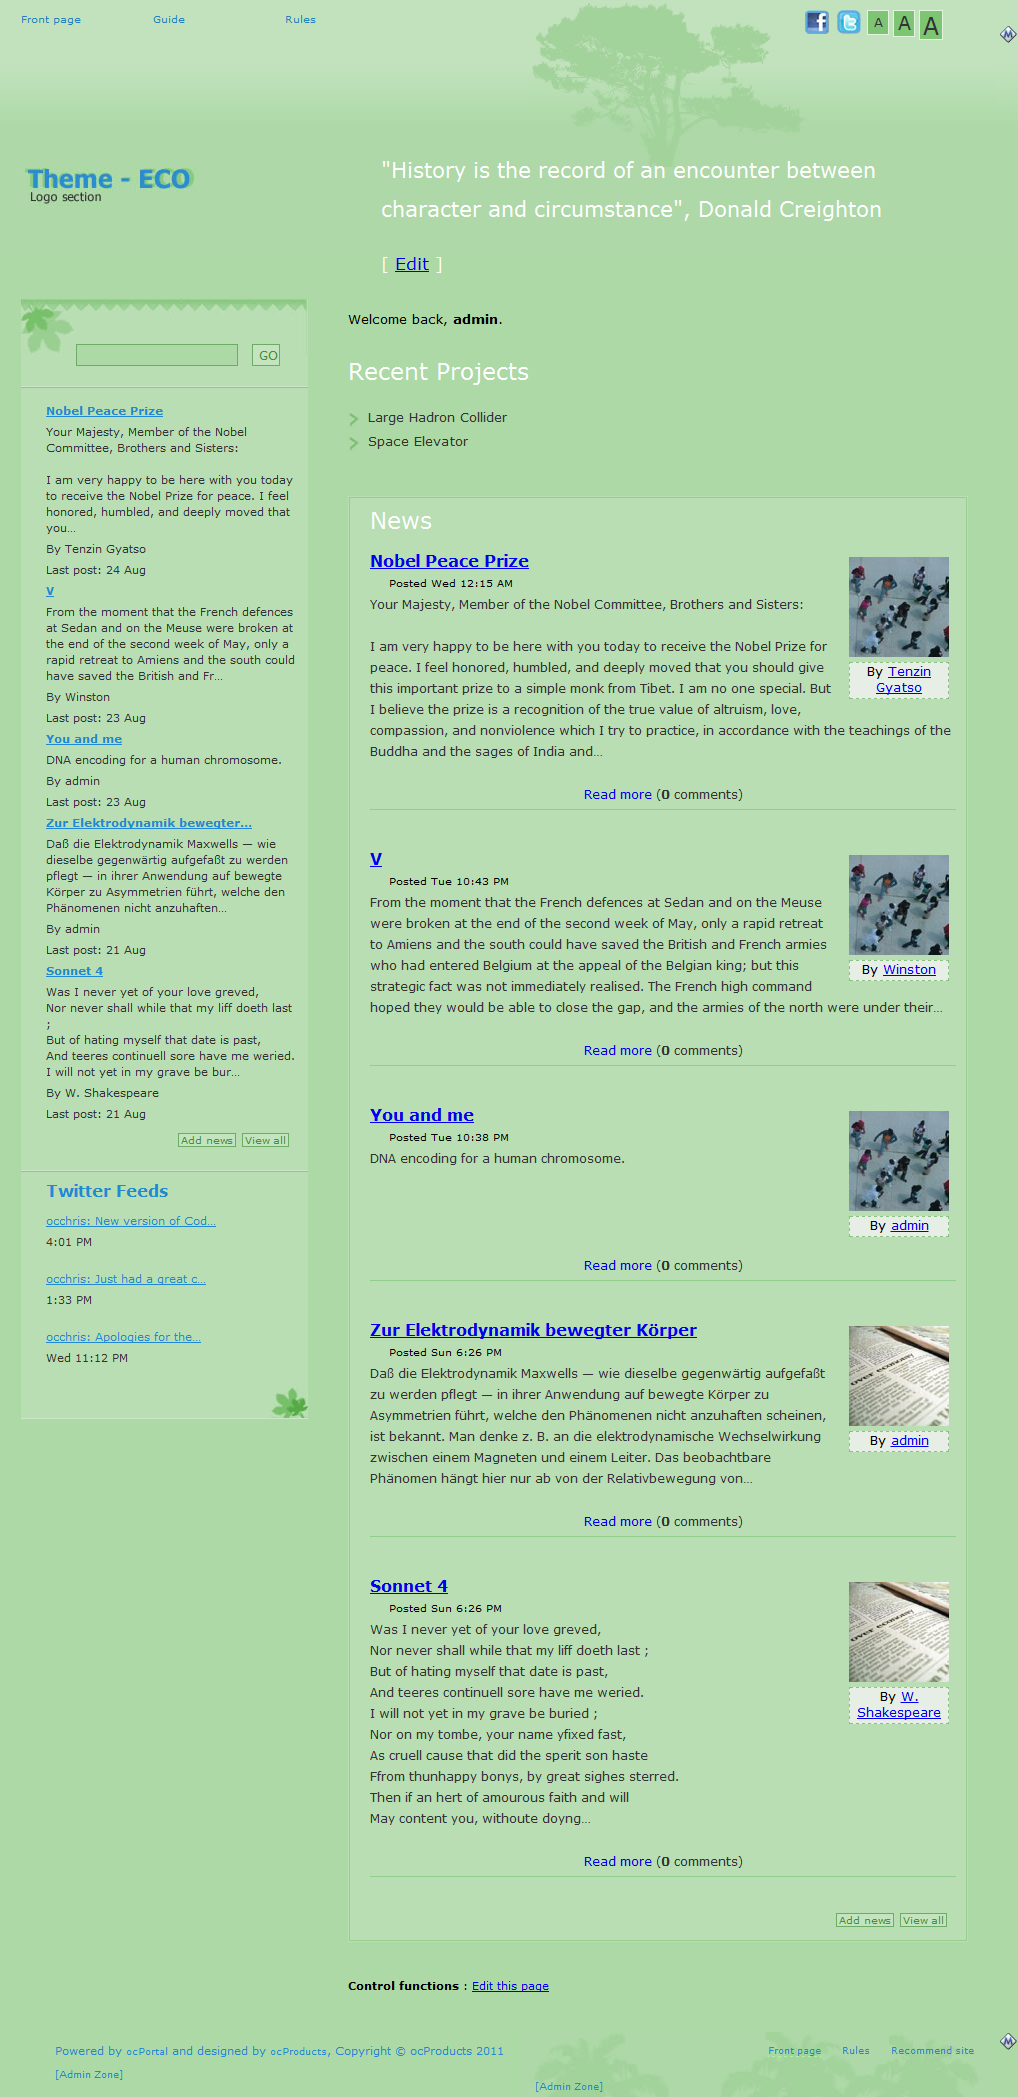 Front page Guide Rules
A A A
Theme - ECO
Logo section
"History is the record of an encounter between
character and circumstance", Donald Creighton
[ Edit ]
GO
Nobel Peace Prize
Your Majesty, Member of the Nobel
Committee, Brothers and Sisters:
I am very happy to be here with you today
to receive the Nobel Prize for peace. I feel
honored, humbled, and deeply moved that
you...
By Tenzin Gyatso
Last post: 24 Aug
V
From the moment that the French defences
at Sedan and on the Meuse were broken at
the end of the second week of May, only a
rapid retreat to Amiens and the south could
have saved the British and Fr...
By Winston
Last post: 23 Aug
You and me
DNA encoding for a human chromosome.
By admin
Last post: 23 Aug
Zur Elektrodynamik bewegter...
Daß die Elektrodynamik Maxwells — wie
dieselbe gegenwärtig aufgefaßt zu werden
pflegt — in ihrer Anwendung auf bewegte
Körper zu Asymmetrien führt, welche den
Phänomenen nicht anzuhaften...
By admin
Last post: 21 Aug
Sonnet 4
Was I never yet of your love greved,
Nor never shall while that my liff doeth last
;
But of hating myself that date is past,
And teeres continuell sore have me weried.
I will not yet in my grave be bur...
By W. Shakespeare
Last post: 21 Aug
Add news View all
Twitter Feeds
occhris: New version of Cod...
4:01 PM
occhris: Just had a great c...
1:33 PM
occhris: Apologies for the...
Wed 11:12 PM
Welcome back, admin.
Recent Projects
Large Hadron Collider
Space Elevator
News
Nobel Peace Prize
Posted Wed 12:15 AM
Your Majesty, Member of the Nobel Committee, Brothers and Sisters:
I am very happy to be here with you today to receive the Nobel Prize for
peace. I feel honored, humbled, and deeply moved that you should give
this important prize to a simple monk from Tibet. I am no one special. But
I believe the prize is a recognition of the true value of altruism, love,
compassion, and nonviolence which I try to practice, in accordance with the teachings of the
Buddha and the sages of India and...
By Tenzin
Gyatso
Read more (0 comments)
V
Posted Tue 10:43 PM
From the moment that the French defences at Sedan and on the Meuse
were broken at the end of the second week of May, only a rapid retreat
to Amiens and the south could have saved the British and French armies
who had entered Belgium at the appeal of the Belgian king; but this
strategic fact was not immediately realised. The French high command
hoped they would be able to close the gap, and the armies of the north were under their...
By Winston
Read more (0 comments)
You and me
Posted Tue 10:38 PM
DNA encoding for a human chromosome.
By admin
Read more (0 comments)
Zur Elektrodynamik bewegter Körper
Posted Sun 6:26 PM
Daß die Elektrodynamik Maxwells — wie dieselbe gegenwärtig aufgefaßt
zu werden pflegt — in ihrer Anwendung auf bewegte Körper zu
Asymmetrien führt, welche den Phänomenen nicht anzuhaften scheinen,
ist bekannt. Man denke z. B. an die elektrodynamische Wechselwirkung
zwischen einem Magneten und einem Leiter. Das beobachtbare
Phänomen hängt hier nur ab von der Relativbewegung von...
over economy
By admin
Read more (0 comments)
Sonnet 4
Posted Sun 6:26 PM
Was I never yet of your love greved,
Nor never shall while that my liff doeth last ;
But of hating myself that date is past,
And teeres continuell sore have me weried.
I will not yet in my grave be buried ;
Nor on my tombe, your name yfixed fast,
As cruell cause that did the sperit son haste
Ffrom thunhappy bonys, by great sighes sterred.
Then if an hert of amourous faith and will
May content you, withoute doyng...
over economy
By W.
Shakespeare
Read more (0 comments)
Add news View all
Control functions : Edit this page
Powered by ocPortal and designed by ocProducts, Copyright © ocProducts 2011
[Admin Zone]
Front page Rules Recommend site
[Admin Zone]